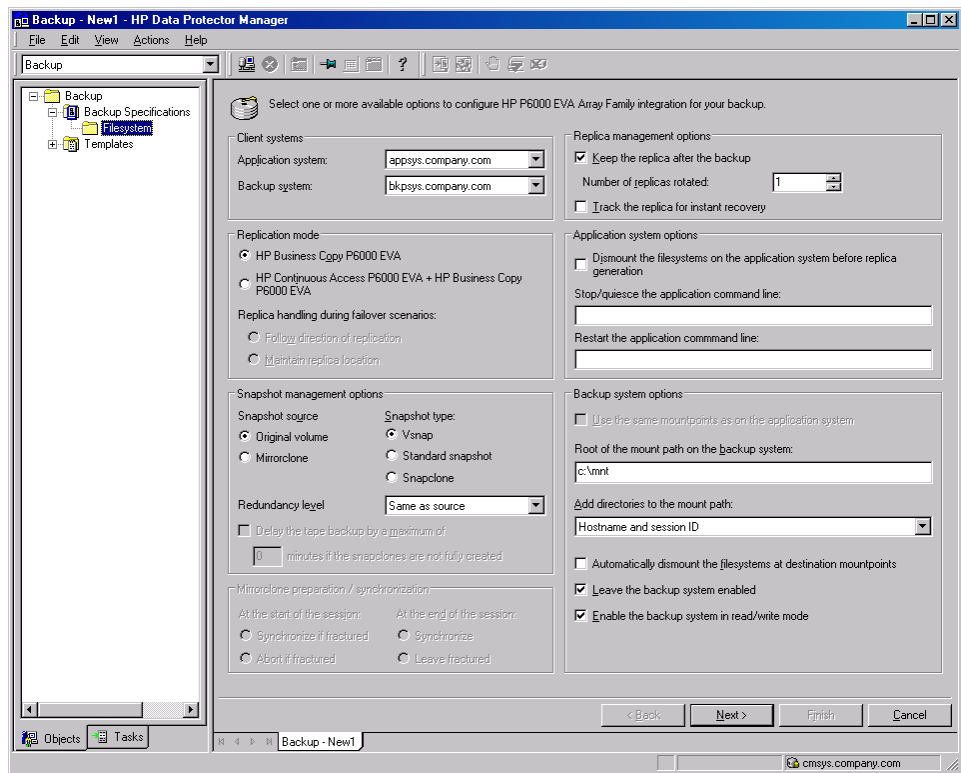 Backup - New1 - HP Data Protector Manager
File Edit View Actions Help
Backup
Backup
Backup Specifications
Filesystem
Templates
Objects
Tasks
Select one or more available options to configure HP P6000 EVA Array Family integration for your backup.
Client systems
Application system:
appsys.company.com
Backup system:
bkpsys.company.com
Replication mode
HP Business Copy P6000 EVA
HP Continuous Access P6000 EVA + HP Business Copy
P6000 EVA
Replica handling during failover scenarios:
Follow direction of replication
Maintain replica location
Snapshot management options
Snapshot source
Original volume
Mirrorclone
Snapshot type:
Vsnap
Standard snapshot
Snapclone
Redundancy level
Same as source
Delay the tape backup by a maximum of
0 minutes if the snapclones are not fully created
Mirrorclone preparation / synchronization
At the start of the session:
Synchronize if fractured
Abort if fractured
At the end of the session:
Synchronize
Leave fractured
Replica management options
Keep the replica after the backup
Number of replicas rotated:
1
Track the replica for instant recovery
Application system options
Dismount the filesystems on the application system before replica
generation
Stop/quiesce the application command line:
Restart the application commmand line:
Backup system options
Use the same mountpoints as on the application system
Root of the mount path on the backup system:
c:\mnt
Add directories to the mount path:
Hostname and session ID
Automatically dismount the filesystems at destination mountpoints
Leave the backup system enabled
Enable the backup system in read/write mode
< Back
Next >
Finish
Cancel
Backup - New1
cmsys.company.com